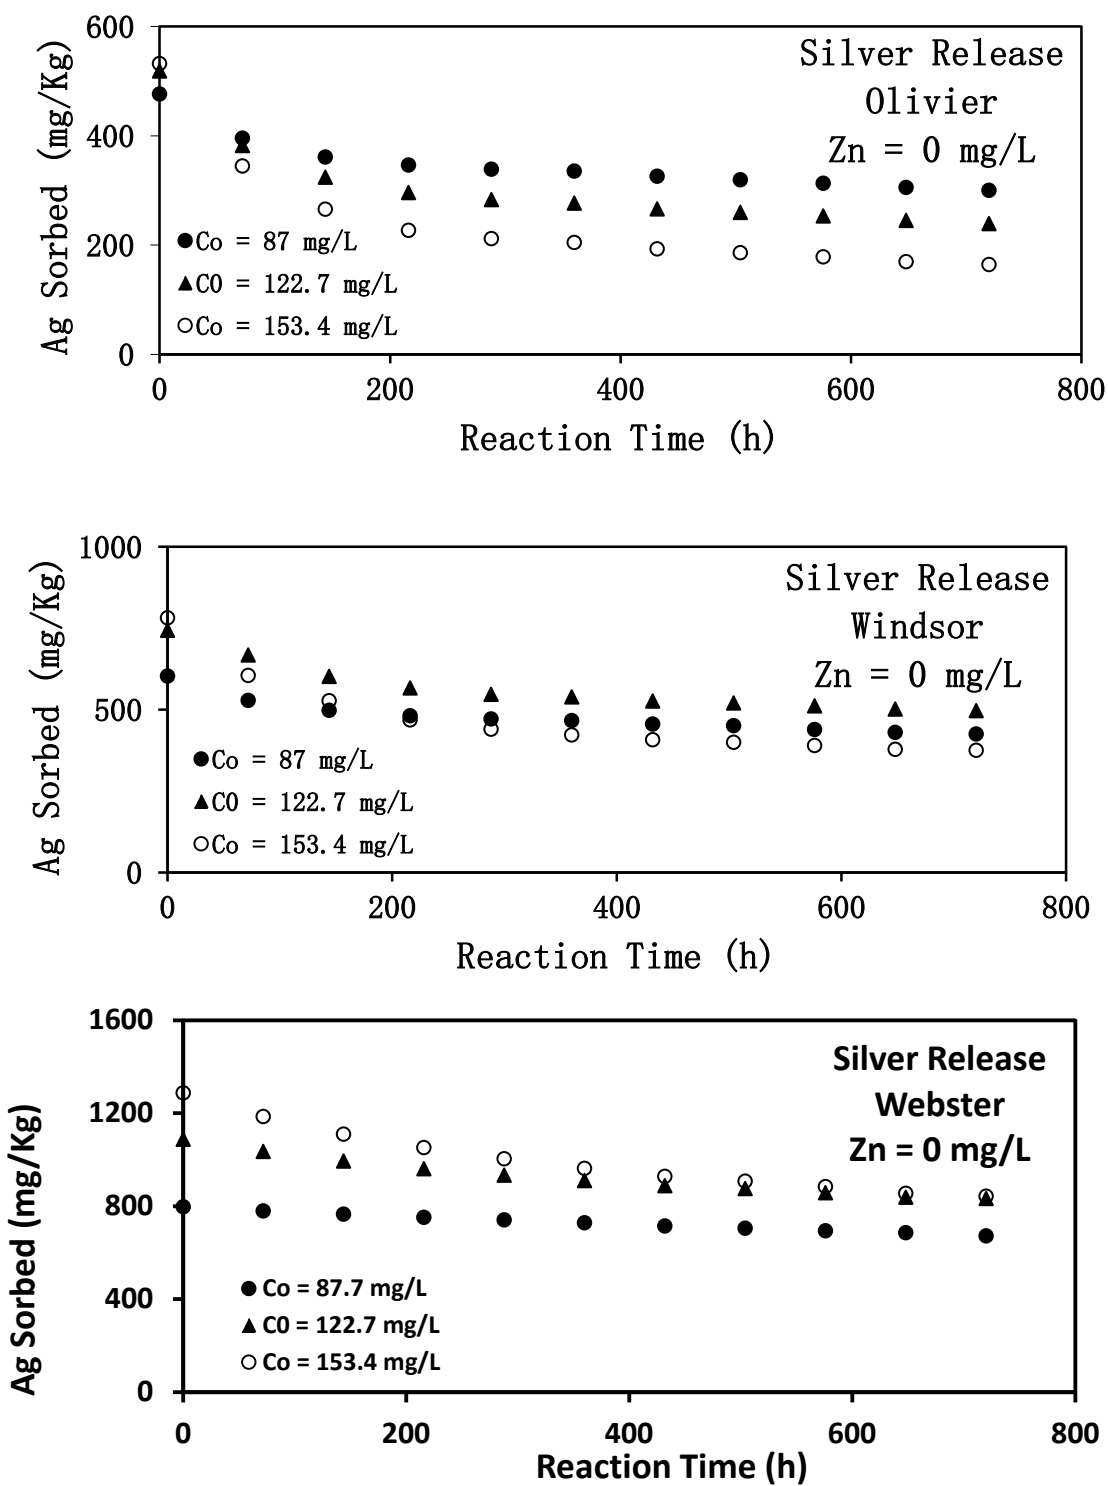 600
400
200
0
Ag Sorbed (mg/Kg)
Silver Release
Olivier
Zn = 0 mg/L
Co = 87 mg/L
C0 = 122.7 mg/L
Co = 153.4 mg/L
0 200 400 600 800
Reaction Time (h)
1000
500
0
Ag Sorbed (mg/Kg)
Silver Release
Windsor
Zn = 0 mg/L
Co = 87 mg/L
C0 = 122.7 mg/L
Co = 153.4 mg/L
0 200 400 600 800
Reaction Time (h)
1600
1200
800
400
0
Ag Sorbed (mg/Kg)
Silver Release
Webster
Zn = 0 mg/L
Co = 87.7 mg/L
C0 = 122.7 mg/L
Co = 153.4 mg/L
0 200 400 600 800
Reaction Time (h)